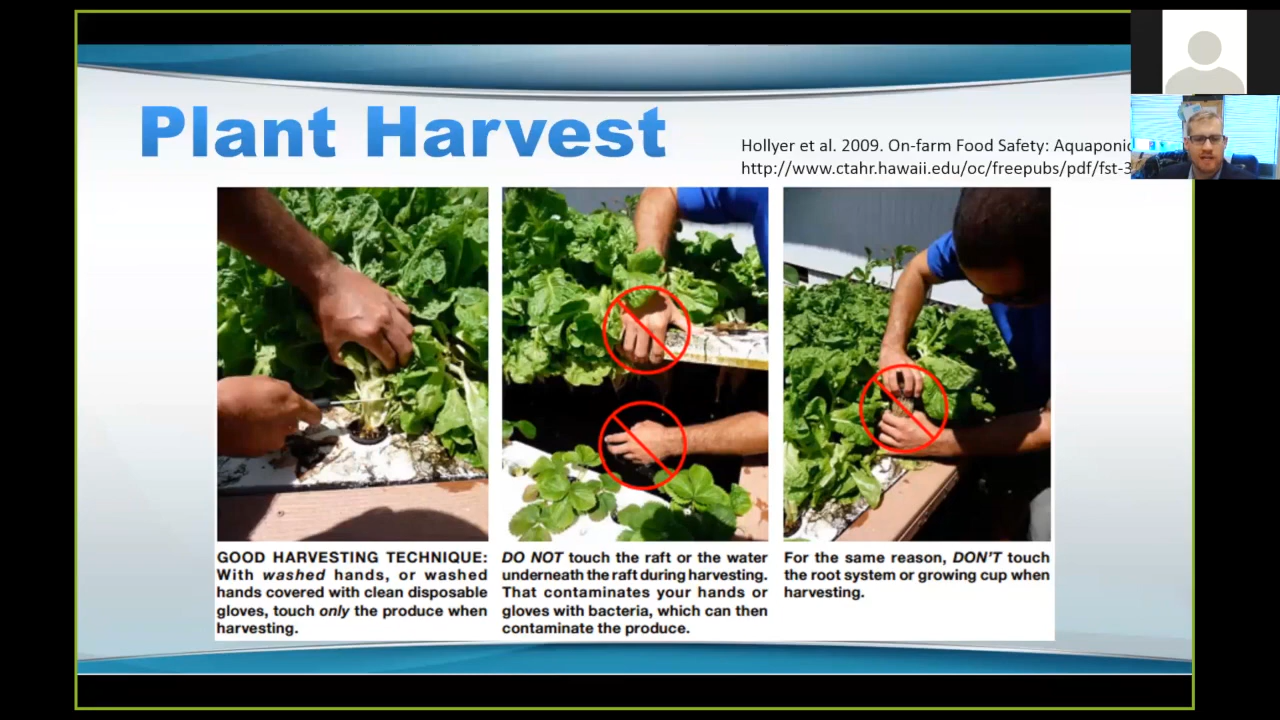 Plant Harvest
Hollyer et al. 2009. On-farm Food Safety:
http://www.ctahr.hawaii.edu/oc/freepubs/pdf/fst-3
GOOD HARVESTING TECHNIQUE:
With washed hands, or washed
hands covered with clean disposable
gloves, touch only the produce when
harvesting.
DO NOT touch the raft or the water
underneath the raft during harvesting.
That contaminates your hands or
gloves with bacteria, which can then
contaminate the produce.
For the same reason, DON'T touch
the root system or growing cup when
harvesting.